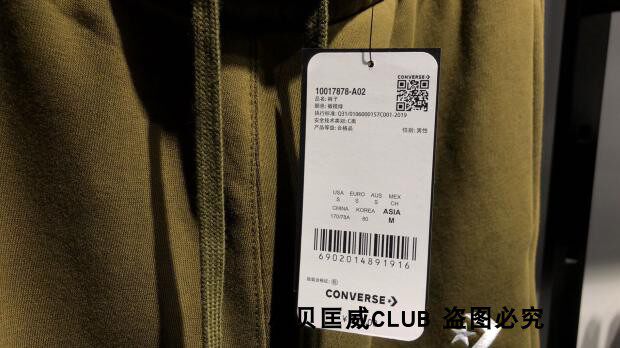 CONVERSE
10017878-A02
品名: 裤子
颜色: 橄榄绿
执行标准: Q31/0106000157C001-2019
安全技术类别: C类
产品等级: 合格品
性别: 男性
USA EURO AUS MEX
S S S CH
CHINA KOREA ASIA
170/78A 80 M
6902014891916
CONVERSE
贝匡威CLUB 盗图必究